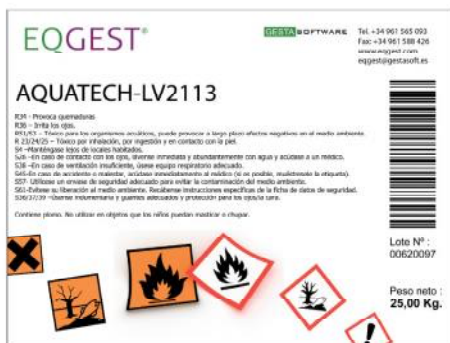 EQGEST®
GESTA SOFTWARE
Tel. +34 961 565 093
Fax: +34 961 588 426
www.eqgest.com
eqgest@gestasoft.es
AQUATECH-LV2113
R34 - Provoca quemaduras
R36 - Irrita los ojos.
R51/53 - Tóxico para los organismos acuáticos, puede provocar a largo plazo efectos negativos en el medio ambiente.
R 23/24/25 - Tóxico por inhalación, por ingestión y en contacto con la piel.
S4 -Manténgase lejos de locales habitados.
S26 -En caso de contacto con los ojos, lávense inmediata y abundantemente con agua y acúdase a un médico.
S38 -En caso de ventilación insuficiente, úsese equipo respiratorio adecuado.
S45-En caso de accidente o malestar, acúdase inmediatamente al médico (si es posible, muéstresele la etiqueta).
S57- Utilícese un envase de seguridad adecuado para evitar la contaminación del medio ambiente.
S61-Evítese su liberación al medio ambiente. Recábense instrucciones específicas de la ficha de datos de seguridad.
S36/37/39 -Úsense indumentaria y guantes adecuados y protección para los ojos/la cara.
Contiene plomo. No utilizar en objetos que los niños puedan masticar o chupar.
Lote Nº :
00620097
Peso neto :
25,00 Kg.